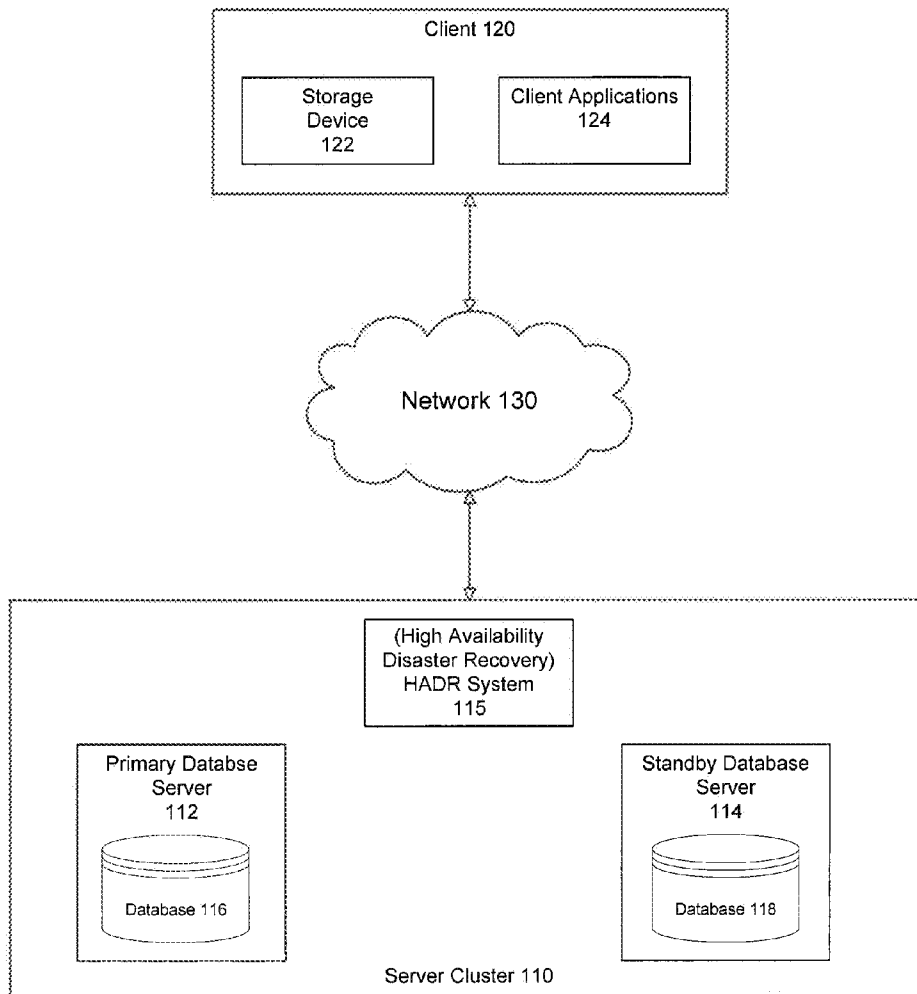 Client 120
Storage
Device
122
Client Applications
124
Network 130
(High Availability
Disaster Recovery)
HADR System
115
Primary Databse
Server
112
Database 116
Standby Database
Server
114
Database 118
Server Cluster 110